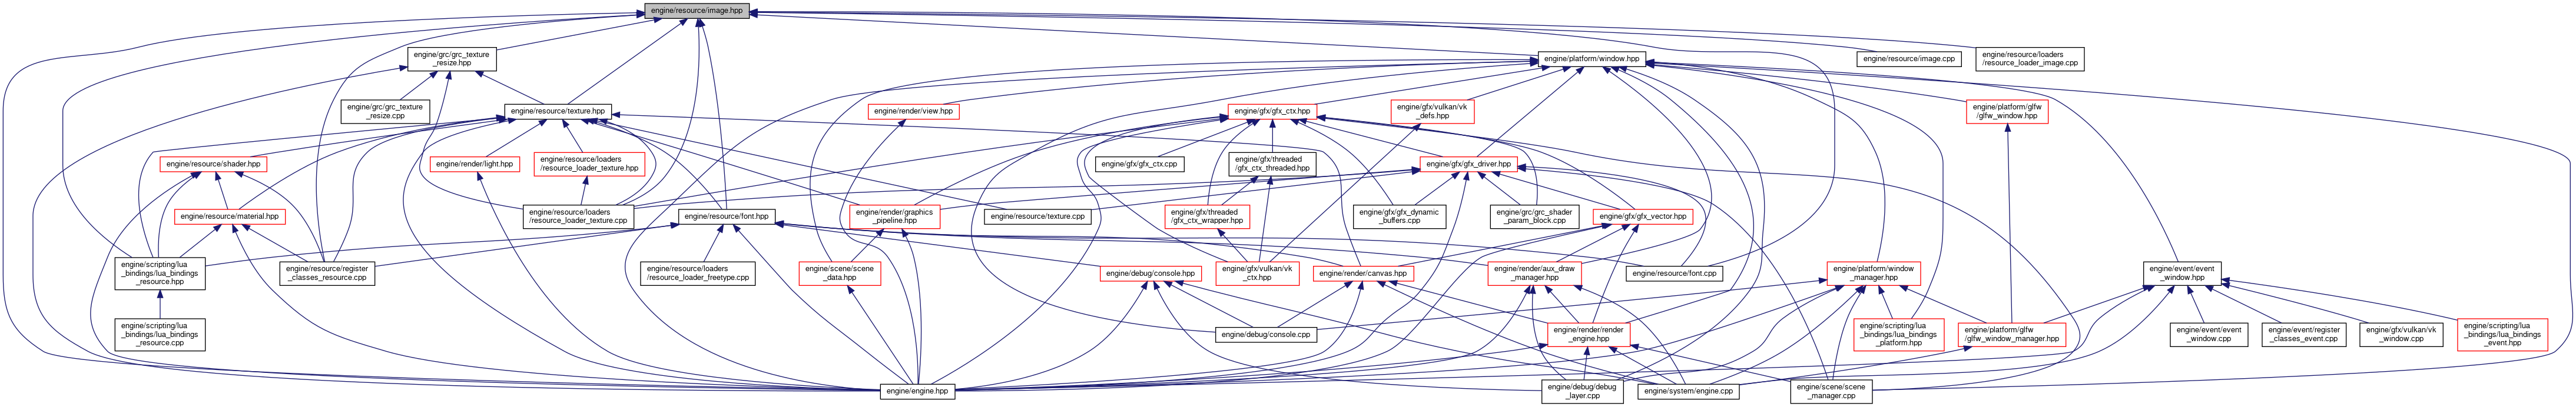 engine/resource/image.hpp
engine/grc/grc_texture
_resize.hpp
engine/platform/window.hpp
engine/resource/image.cpp
engine/resource/loaders
/resource_loader_image.cpp
engine/grc/grc_texture
_resize.cpp
engine/resource/texture.hpp
engine/render/view.hpp
engine/gfx/gfx_ctx.hpp
engine/gfx/vulkan/vk
_defs.hpp
engine/platform/glfw
/glfw_window.hpp
engine/resource/shader.hpp
engine/render/light.hpp
engine/resource/loaders
/resource_loader_texture.hpp
engine/gfx/gfx_ctx.cpp
engine/gfx/threaded
/gfx_ctx_threaded.hpp
engine/gfx/gfx_driver.hpp
engine/resource/material.hpp
engine/resource/loaders
/resource_loader_texture.cpp
engine/resource/font.hpp
engine/render/graphics
_pipeline.hpp
engine/resource/texture.cpp
engine/gfx/threaded
/gfx_ctx_wrapper.hpp
engine/gfx/gfx_dynamic
_buffers.cpp
engine/grc/grc_shader
_param_block.cpp
engine/gfx/gfx_vector.hpp
engine/scripting/lua
_bindings/lua_bindings
_resource.hpp
engine/resource/register
_classes_resource.cpp
engine/resource/loaders
/resource_loader_freetype.cpp
engine/scene/scene
_data.hpp
engine/debug/console.hpp
engine/gfx/vulkan/vk
_ctx.hpp
engine/render/canvas.hpp
engine/render/aux_draw
_manager.hpp
engine/resource/font.cpp
engine/platform/window
_manager.hpp
engine/event/event
_window.hpp
engine/scripting/lua
_bindings/lua_bindings
_resource.cpp
engine/debug/console.cpp
engine/render/render
_engine.hpp
engine/scripting/lua
_bindings/lua_bindings
_platform.hpp
engine/platform/glfw
/glfw_window_manager.hpp
engine/event/event
_window.cpp
engine/event/register
_classes_event.cpp
engine/gfx/vulkan/vk
_window.cpp
engine/scripting/lua
_bindings/lua_bindings
_event.hpp
engine/engine.hpp
engine/debug/debug
_layer.cpp
engine/system/engine.cpp
engine/scene/scene
_manager.cpp